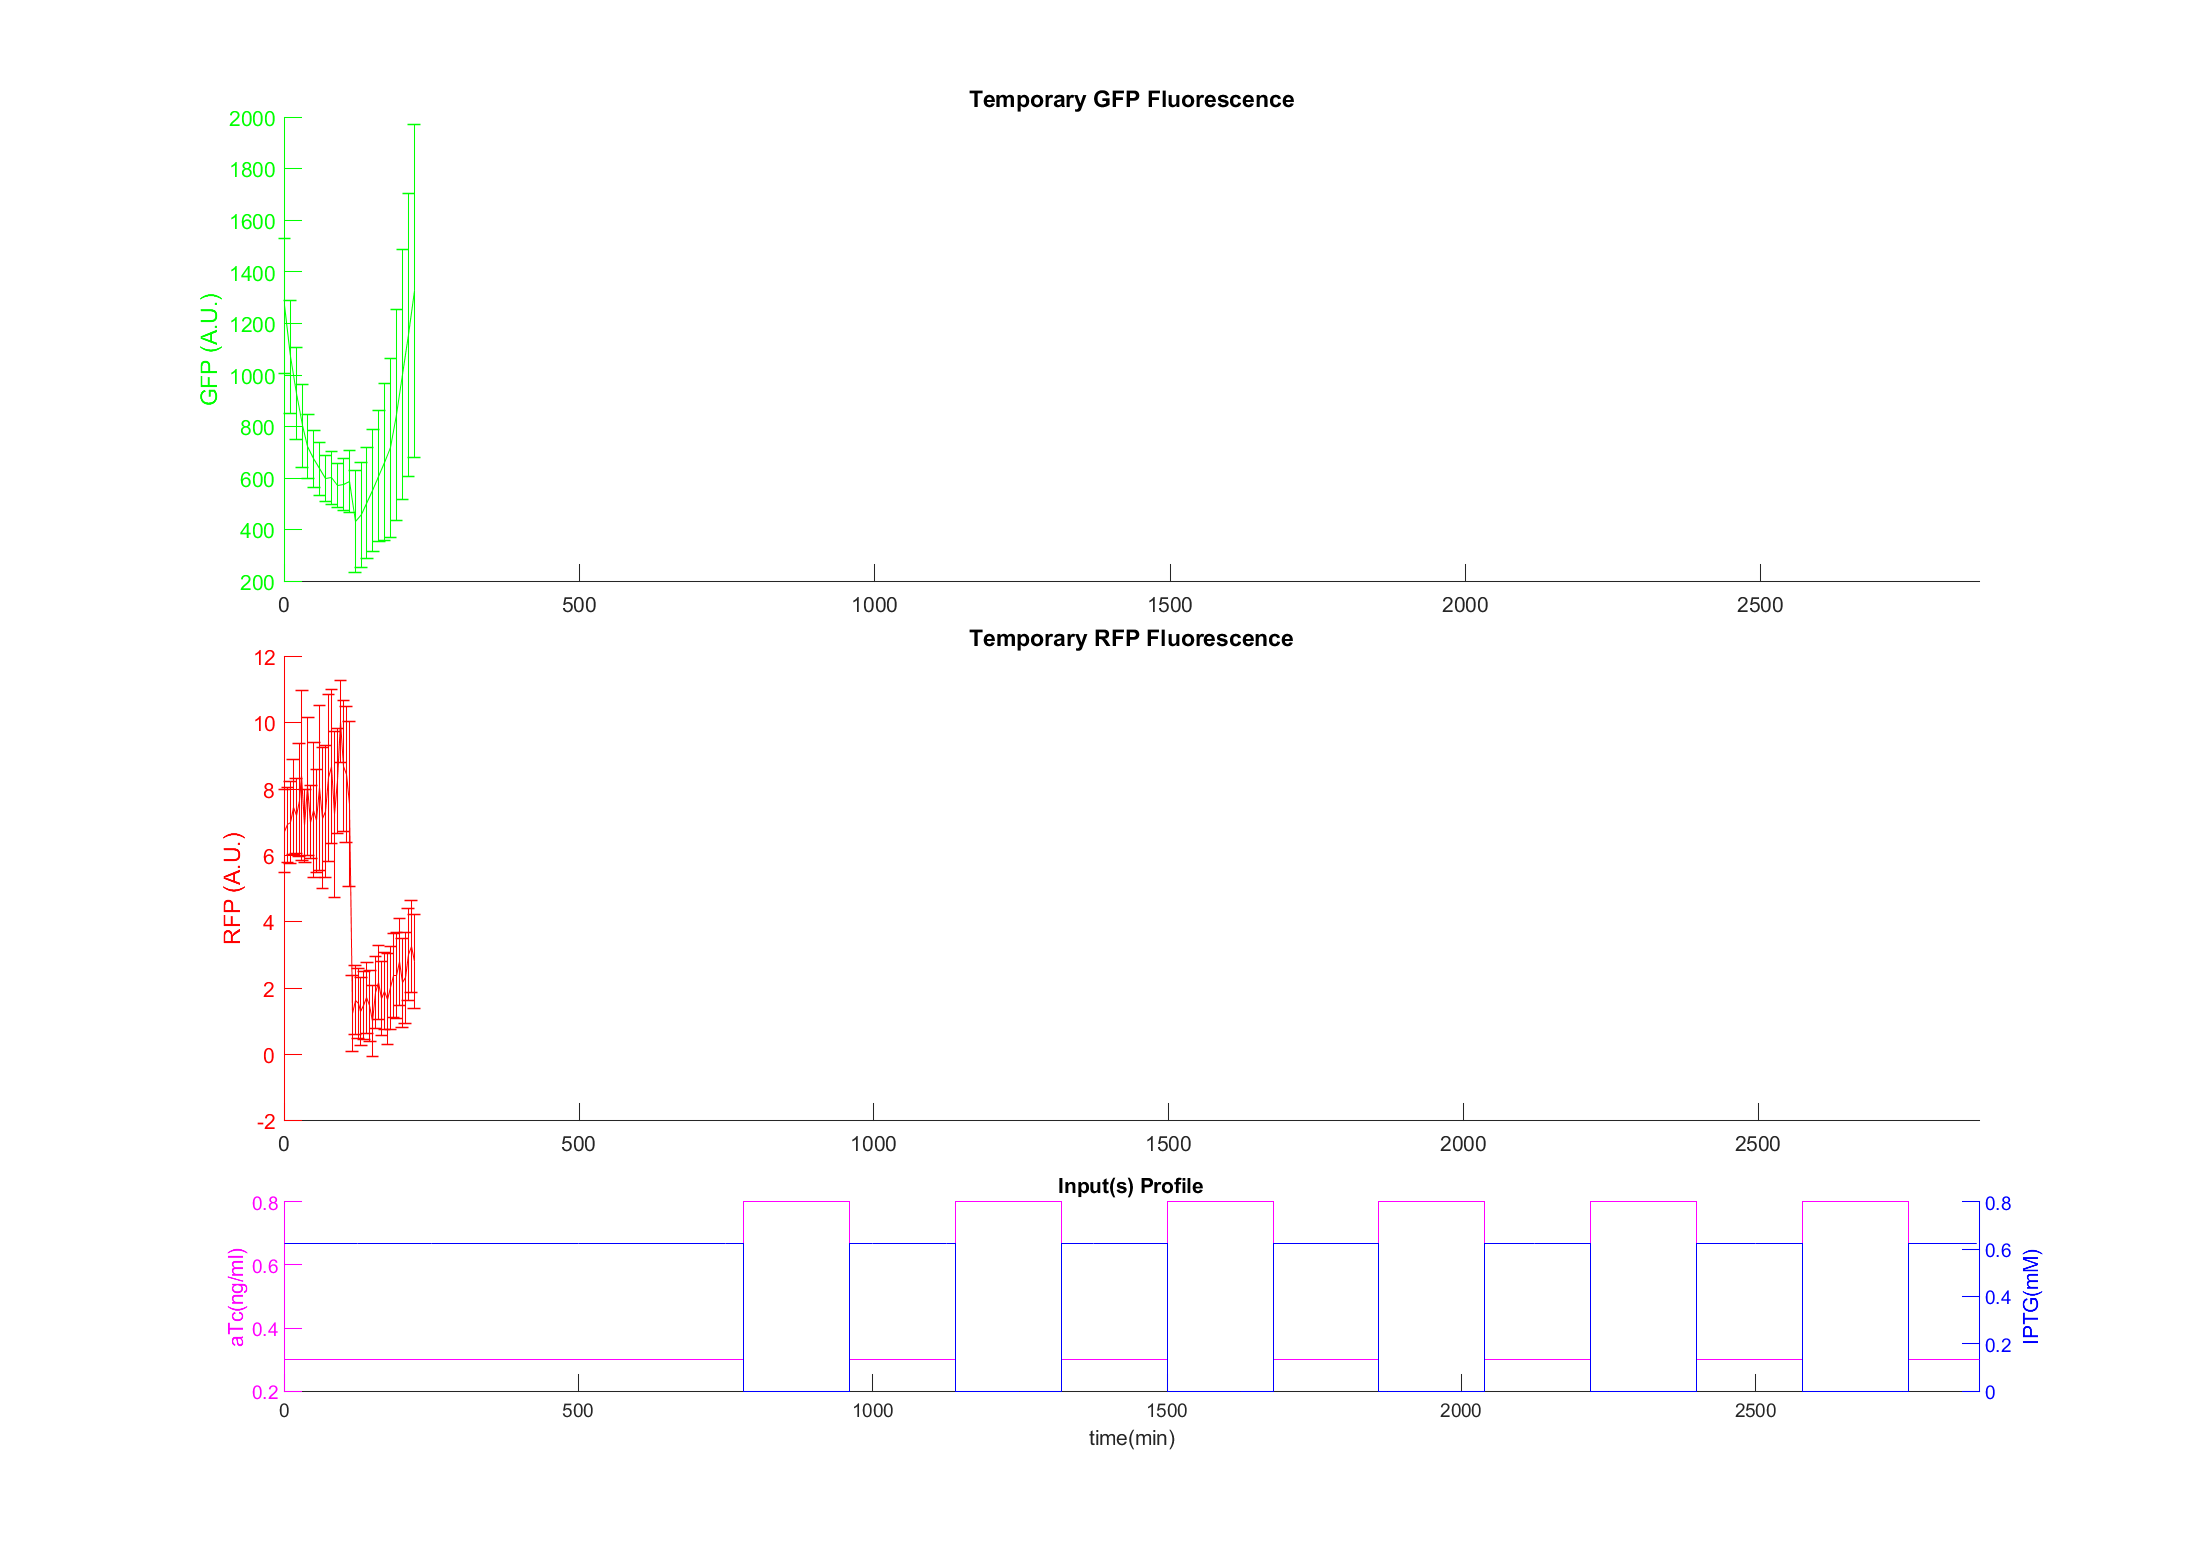 Temporary GFP Fluorescence
2000
1800
1600
1400
1200
1000
800
600
400
200
GFP (A.U.)
0 500 1000 1500 2000 2500
Temporary RFP Fluorescence
12
10
8
6
4
2
0
-2
RFP (A.U.)
0 500 1000 1500 2000 2500
Input(s) Profile
0.8
0.6
0.4
0.2
aTc(ng/ml)
0.8
0.6
0.4
0.2
0
IPTG(mM)
0 500 1000 1500 2000 2500
time(min)